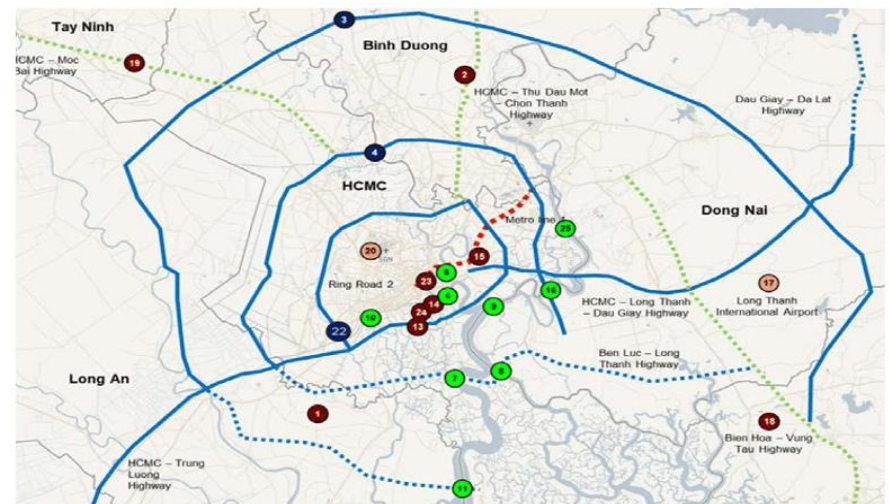 3
Tay Ninh
Binh Duong
19
HCMC – Moc
Bai Highway
2
HCMC – Thu Dau Mot
– Chon Thanh
Highway
Dau Giay – Da Lat
Highway
4
HCMC
Dong Nai
Metro line 1
25
20
SGN
15
5
23
Ring Road 2
17
16
6
14
9
24
10
13
22
HCMC – Long Thanh
– Dau Giay Highway
Long Thanh
International Airport
Ben Luc – Long
Thanh Highway
Long An
7
8
1
18
Bien Hoa – Vung
Tau Highway
HCMC – Trung
Luong
Highway
11